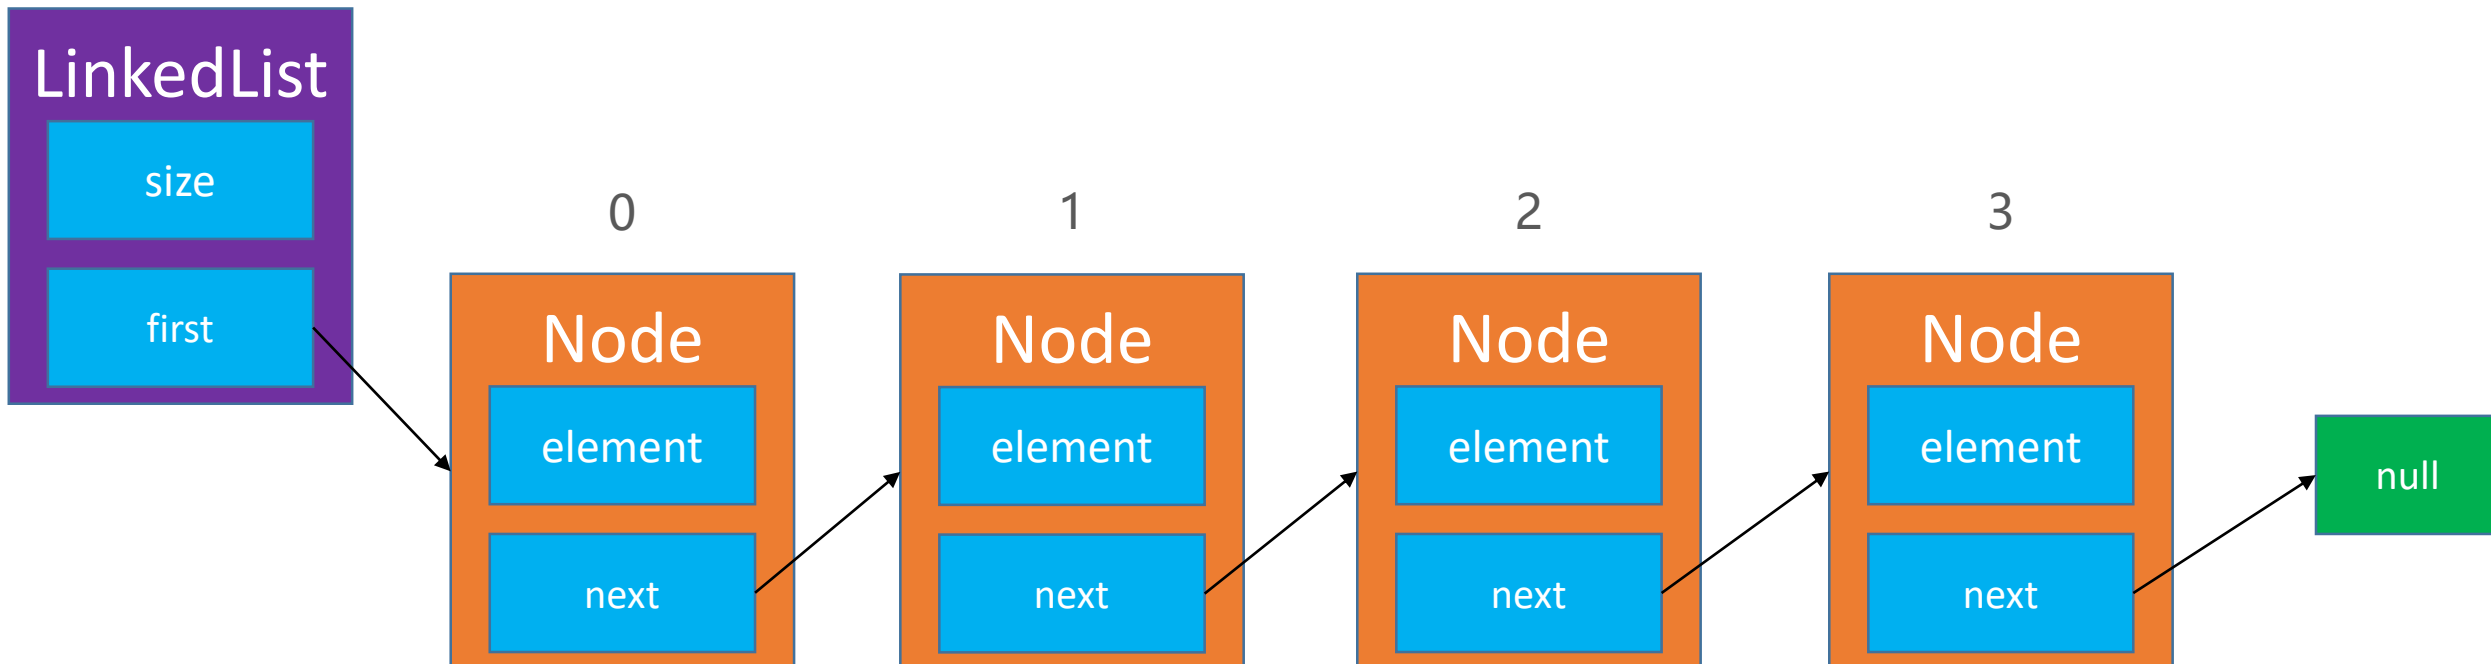 LinkedList
size
first
0
1
2
3
Node
element
next
Node
element
next
Node
element
next
Node
element
next
null